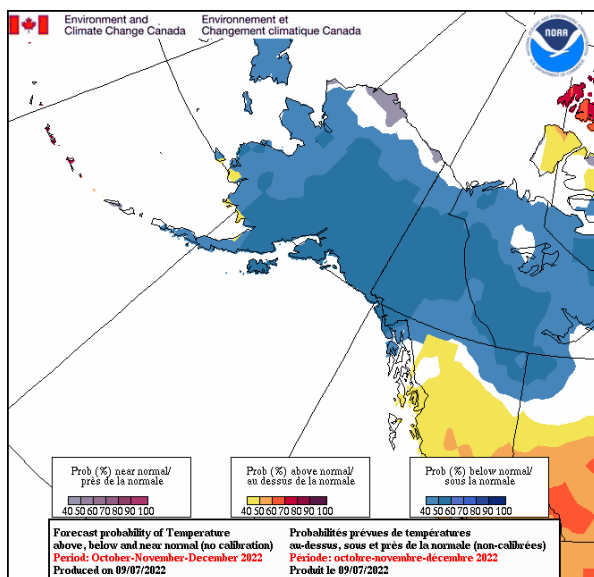 Environment and
Climate Change Canada
Environnement et
Changement climatique Canada
NOAA
Prob (%) near normal/
près de la normale
40 50 60 70 80 90 100
Prob (%) above normal/
au dessus de la normale
40 50 60 70 80 90 100
Prob (%) below normal/
sous la normale
40 50 60 70 80 90 100
Forecast probability of Temperature
above, below and near normal (no calibration)
Period: October-November-December 2022
Produced on 09/07/2022
Probabilités prévues de températures
au-dessus, sous et près de la normale (non-calibrées)
Période: octobre-novembre-décembre 2022
Produit le 09/07/2022